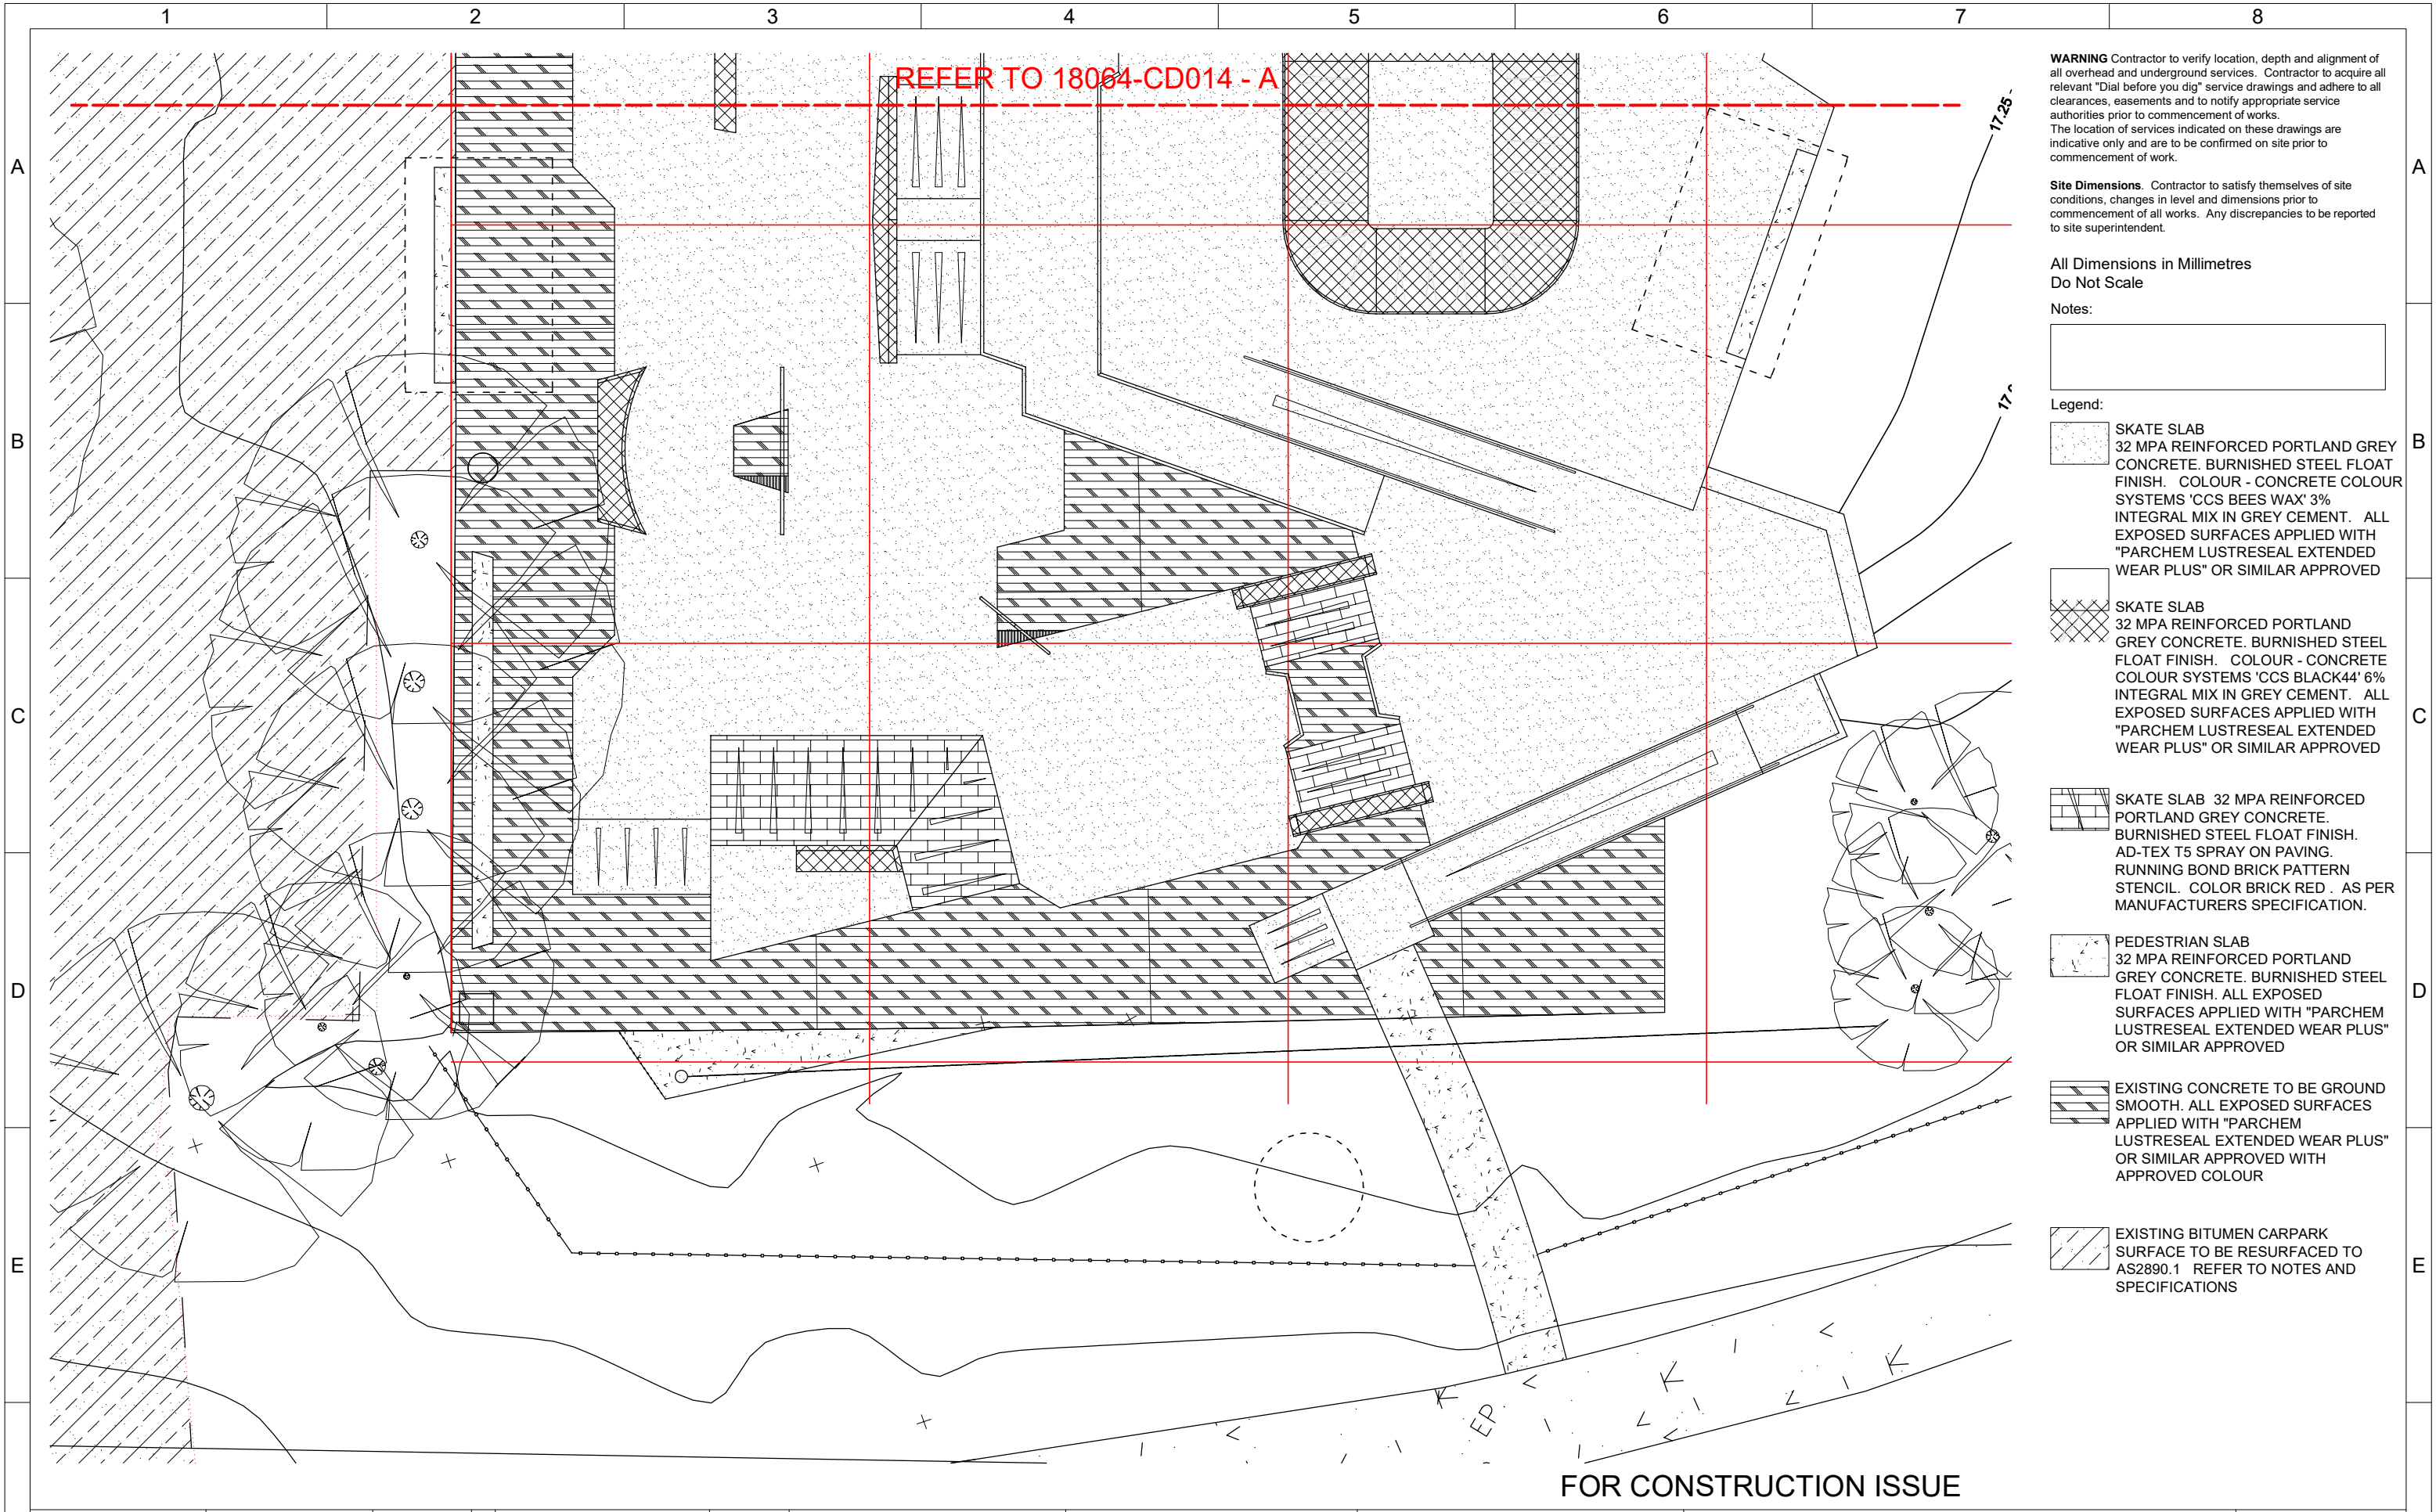 1 2 3 4 5 6 7 8
REFER TO 18064-CD014 - A
A
B
C
D
E
17.25
EP
WARNING Contractor to verify location, depth and alignment of
all overhead and underground services. Contractor to acquire all
relevant "Dial before you dig" service drawings and adhere to all
clearances, easements and to notify appropriate service
authorities prior to commencement of works.
The location of services indicated on these drawings are
indicative only and are to be confirmed on site prior to
commencement of work.
Site Dimensions. Contractor to satisfy themselves of site
conditions, changes in level and dimensions prior to
commencement of all works. Any discrepancies to be reported
to site superintendent.
All Dimensions in Millimetres
Do Not Scale
Notes:
Legend:
SKATE SLAB
32 MPA REINFORCED PORTLAND GREY
CONCRETE. BURNISHED STEEL FLOAT
FINISH. COLOUR - CONCRETE COLOUR
SYSTEMS 'CCS BEES WAX' 3%
INTEGRAL MIX IN GREY CEMENT. ALL
EXPOSED SURFACES APPLIED WITH
"PARCHEM LUSTRESEAL EXTENDED
WEAR PLUS" OR SIMILAR APPROVED
SKATE SLAB
32 MPA REINFORCED PORTLAND
GREY CONCRETE. BURNISHED STEEL
FLOAT FINISH. COLOUR - CONCRETE
COLOUR SYSTEMS 'CCS BLACK44' 6%
INTEGRAL MIX IN GREY CEMENT. ALL
EXPOSED SURFACES APPLIED WITH
"PARCHEM LUSTRESEAL EXTENDED
WEAR PLUS" OR SIMILAR APPROVED
SKATE SLAB 32 MPA REINFORCED
PORTLAND GREY CONCRETE.
BURNISHED STEEL FLOAT FINISH.
AD-TEX T5 SPRAY ON PAVING.
RUNNING BOND BRICK PATTERN
STENCIL. COLOR BRICK RED . AS PER
MANUFACTURERS SPECIFICATION.
PEDESTRIAN SLAB
32 MPA REINFORCED PORTLAND
GREY CONCRETE. BURNISHED STEEL
FLOAT FINISH. ALL EXPOSED
SURFACES APPLIED WITH "PARCHEM
LUSTRESEAL EXTENDED WEAR PLUS"
OR SIMILAR APPROVED
EXISTING CONCRETE TO BE GROUND
SMOOTH. ALL EXPOSED SURFACES
APPLIED WITH "PARCHEM
LUSTRESEAL EXTENDED WEAR PLUS"
OR SIMILAR APPROVED WITH
APPROVED COLOUR
EXISTING BITUMEN CARPARK
SURFACE TO BE RESURFACED TO
AS2890.1 REFER TO NOTES AND
SPECIFICATIONS
A
B
C
D
E
FOR CONSTRUCTION ISSUE